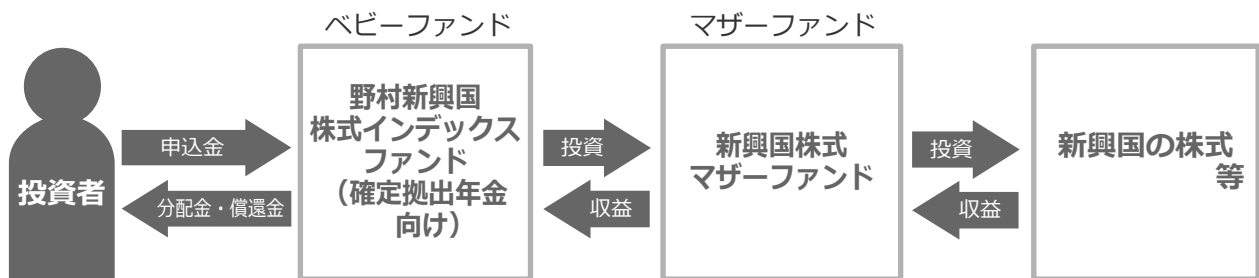 ベビーファンド
マザーファンド
投資者
申込金
分配金・償還金
野村新興国
株式インデックス
ファンド
（確定拠出年金
向け）
投資
収益
新興国株式
マザーファンド
投資
収益
新興国の株式
等